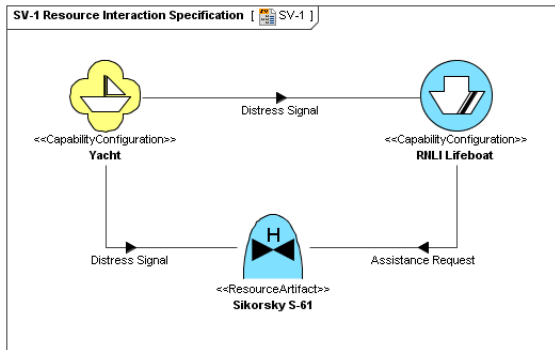 SV-1 Resource Interaction Specification [ SV-1 ]
Distress Signal
<<CapabilityConfiguration>>
Yacht
<<CapabilityConfiguration>>
RNLI Lifeboat
H
Distress Signal
Assistance Request
<<ResourceArtifact>>
Sikorsky S-61